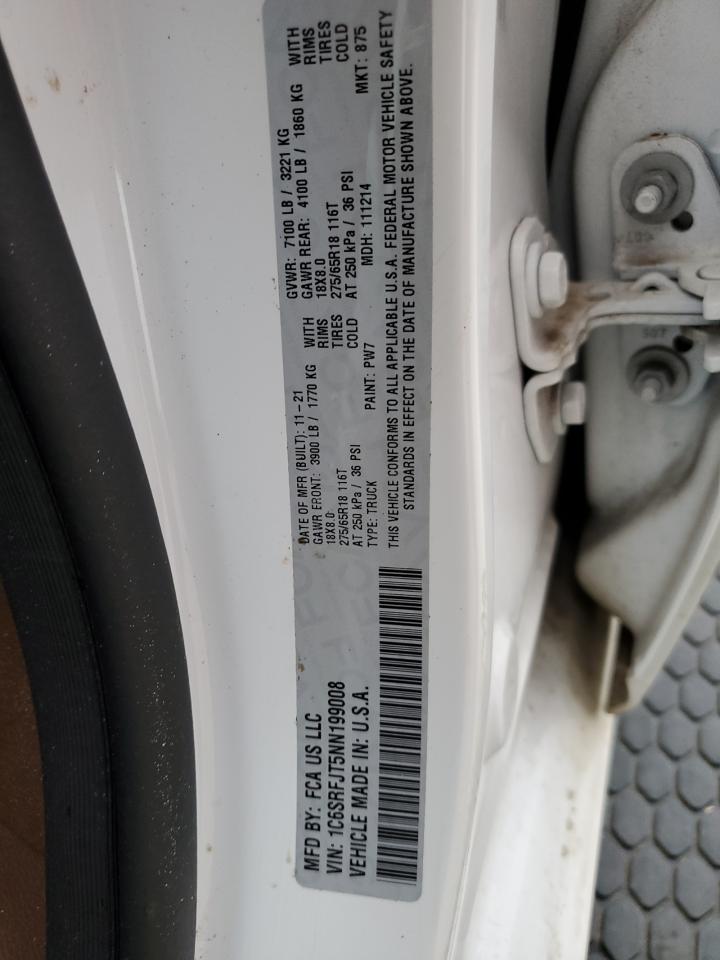 MFD BY: FCA US LLC
VIN: 1C6SRFJT5NN199008
VEHICLE MADE IN: U.S.A.
DATE OF MFR (BUILT): 11-21 GVWR: 7100 LB / 3221 KG
GAWR FRONT: 3900 LB / 1770 KG WITH GAWR REAR: 4100 LB / 1860 KG WITH
18X8.0 RIMS 18X8.0 RIMS
275/65R18 116T TIRES 275/65R18 116T TIRES
AT 250 kPa / 36 PSI COLD AT 250 kPa / 36 PSI COLD
TYPE: TRUCK PAINT: PW7 MDH: 111214 MKT: 875
THIS VEHICLE CONFORMS TO ALL APPLICABLE U.S.A. FEDERAL MOTOR VEHICLE SAFETY
STANDARDS IN EFFECT ON THE DATE OF MANUFACTURE SHOWN ABOVE.